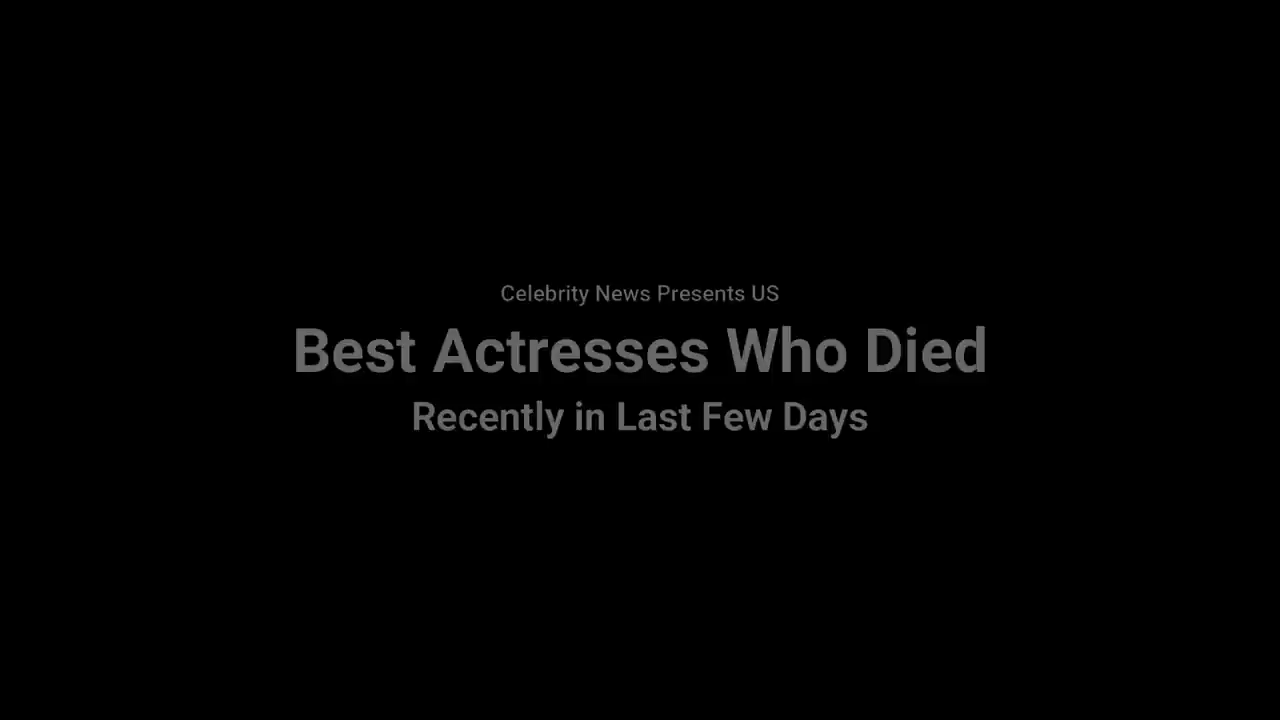 Celebrity News Presents US
Best Actresses Who Died
Recently in Last Few Days